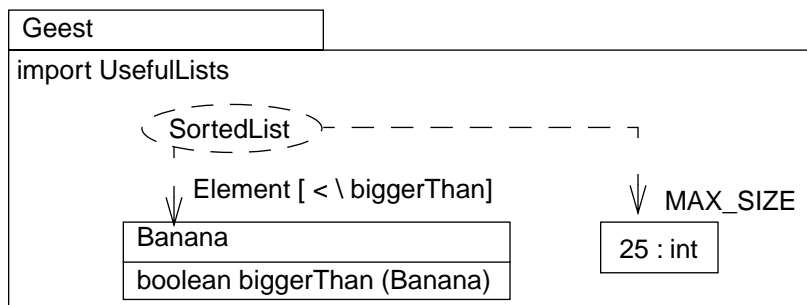 Geest
import UsefulLists
SortedList
Element [ < \ biggerThan]
MAX_SIZE
Banana
25 : int
boolean biggerThan (Banana)